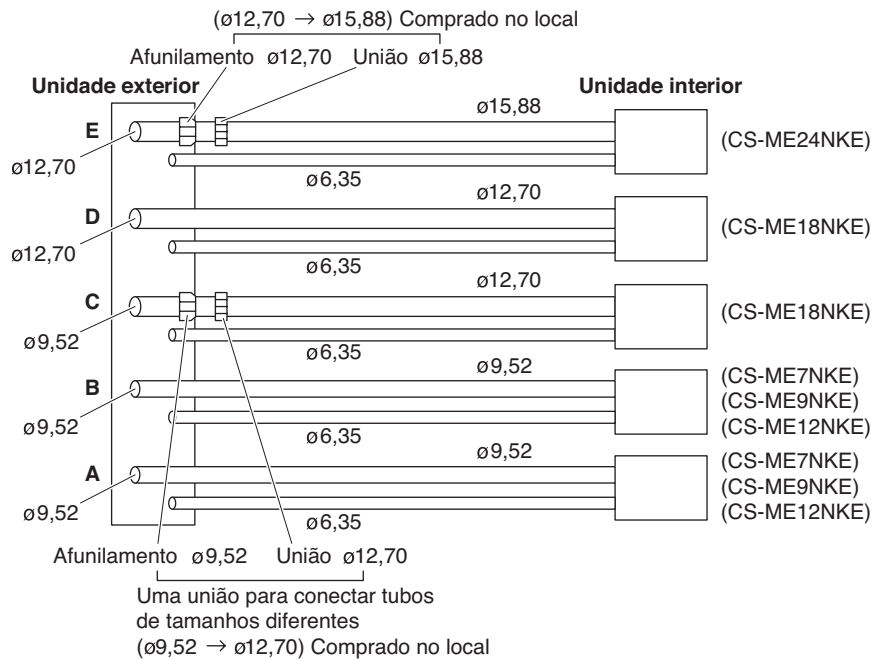 (ø12,70 → ø15,88) Comprado no local
Afunilamento ø12,70 União ø15,88
Unidade exterior
Unidade interior
E
ø15,88
(CS-ME24NKE)
ø12,70
ø6,35
D
ø12,70
(CS-ME18NKE)
ø12,70
ø6,35
C
ø12,70
(CS-ME18NKE)
ø9,52
ø6,35
B
ø9,52
(CS-ME7NKE)
(CS-ME9NKE)
(CS-ME12NKE)
ø9,52
ø6,35
A
ø9,52
(CS-ME7NKE)
(CS-ME9NKE)
(CS-ME12NKE)
ø9,52
ø6,35
Afunilamento ø9,52 União ø12,70
Uma união para conectar tubos
de tamanhos diferentes
(ø9,52 → ø12,70) Comprado no local